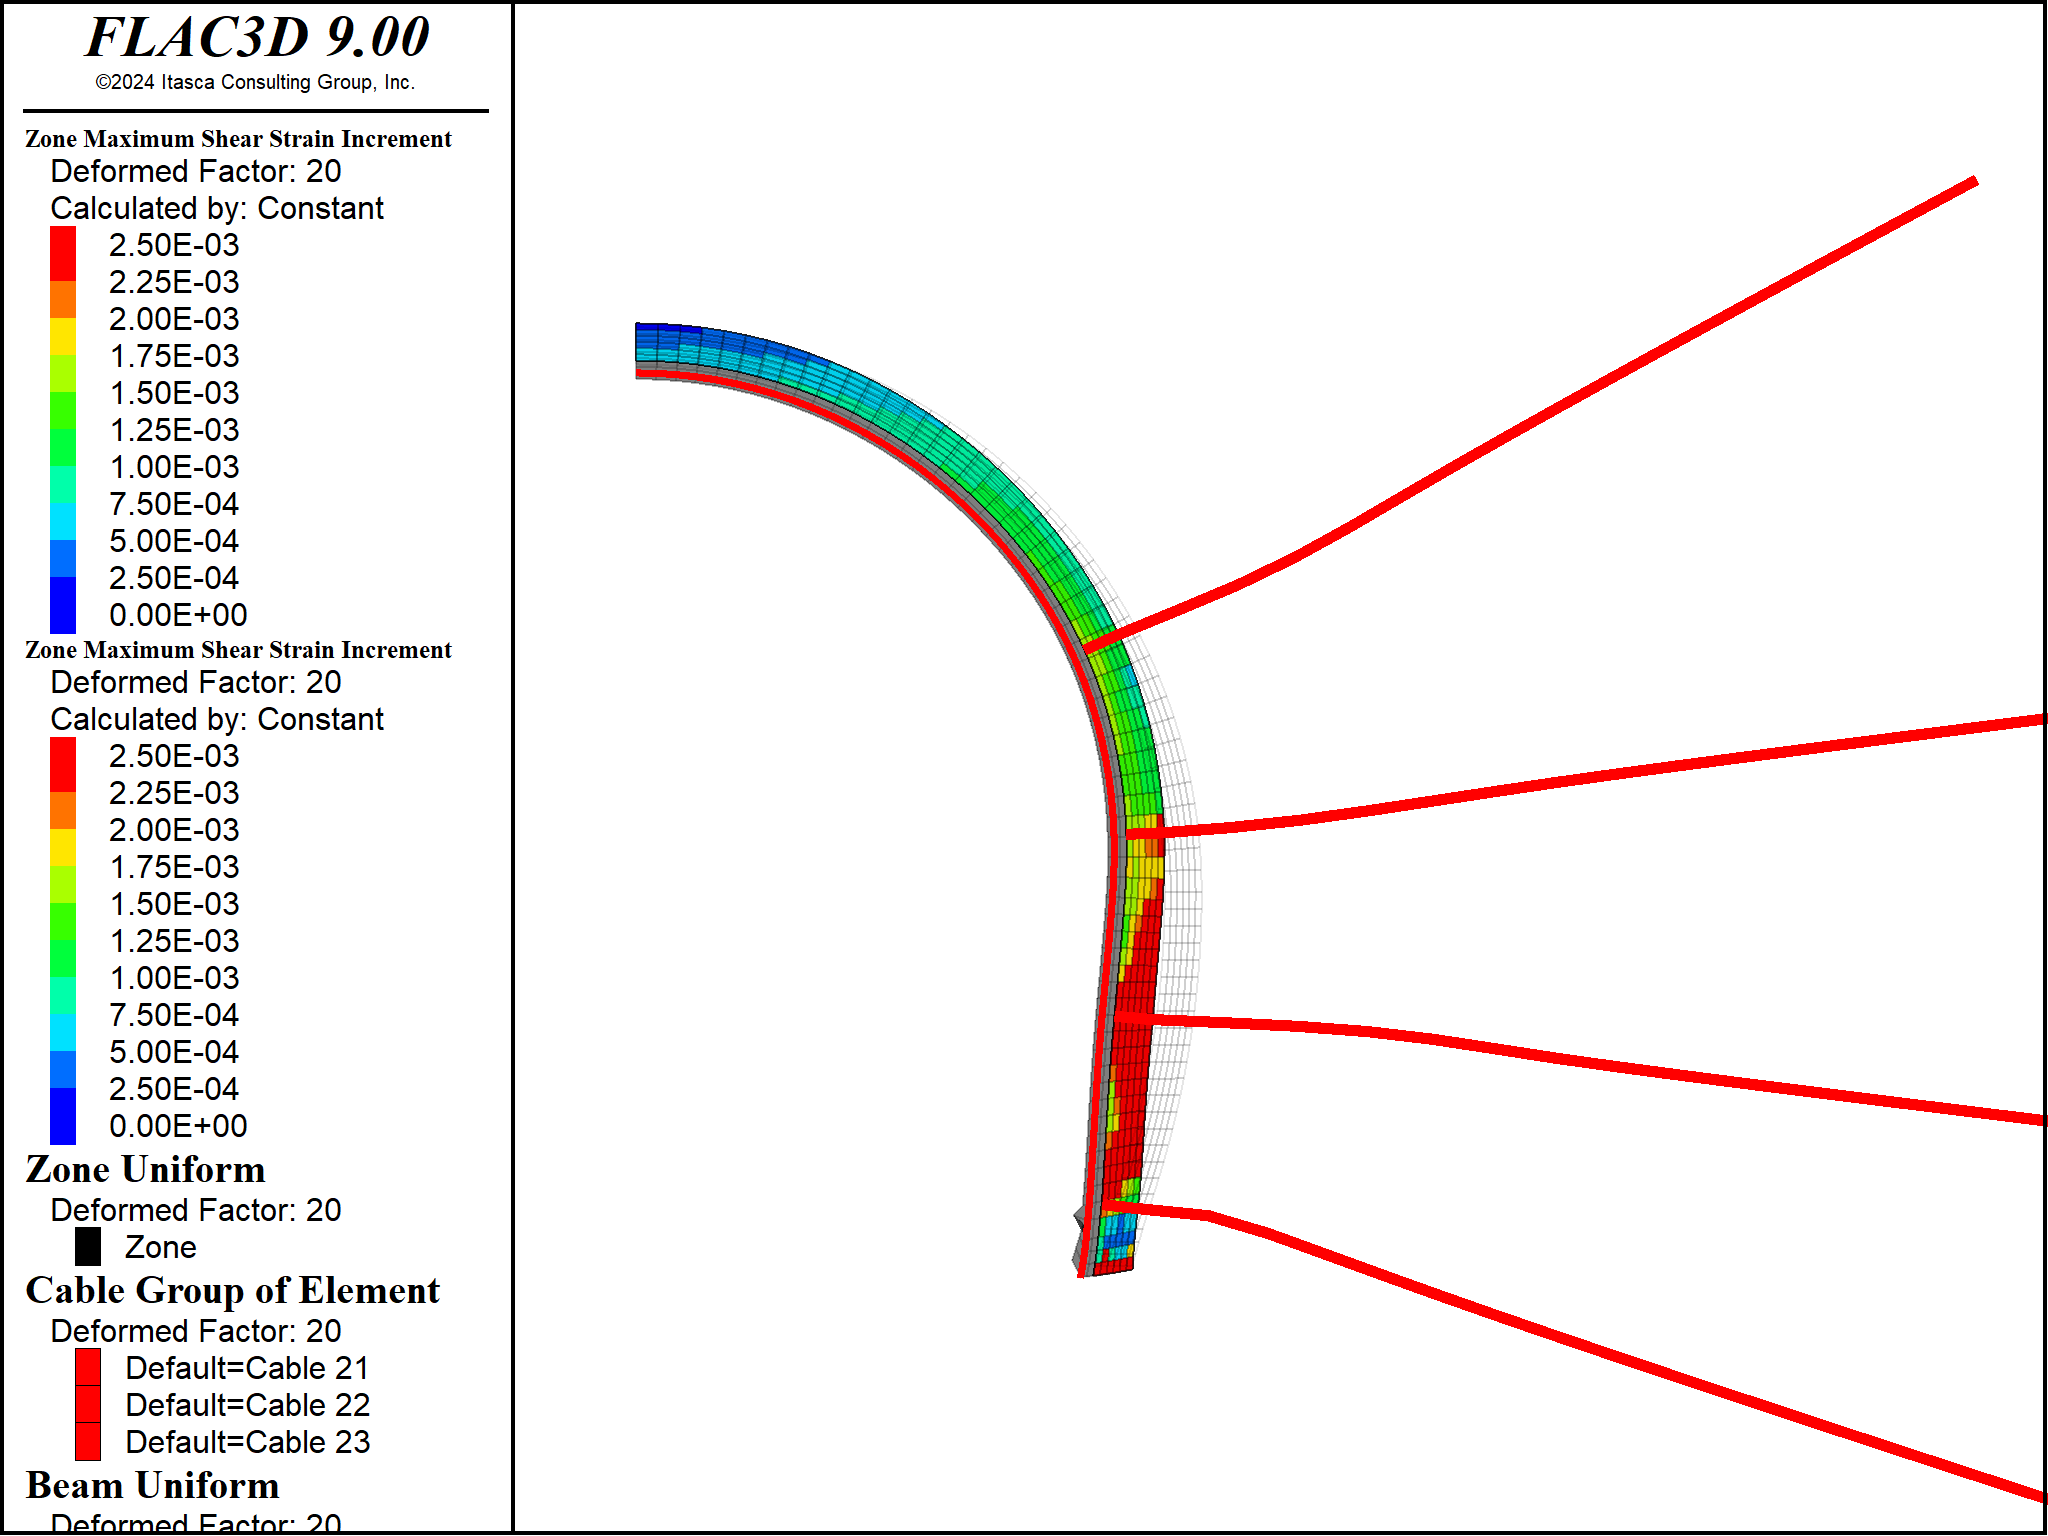 FLAC3D 9.00
©2024 Itasca Consulting Group, Inc.
Zone Maximum Shear Strain Increment
Deformed Factor: 20
Calculated by: Constant
2.50E-03
2.25E-03
2.00E-03
1.75E-03
1.50E-03
1.25E-03
1.00E-03
7.50E-04
5.00E-04
2.50E-04
0.00E+00
Zone Maximum Shear Strain Increment
Deformed Factor: 20
Calculated by: Constant
2.50E-03
2.25E-03
2.00E-03
1.75E-03
1.50E-03
1.25E-03
1.00E-03
7.50E-04
5.00E-04
2.50E-04
0.00E+00
Zone Uniform
Deformed Factor: 20
Zone
Cable Group of Element
Deformed Factor: 20
Default=Cable 21
Default=Cable 22
Default=Cable 23
Beam Uniform
Deformed Factor: 20